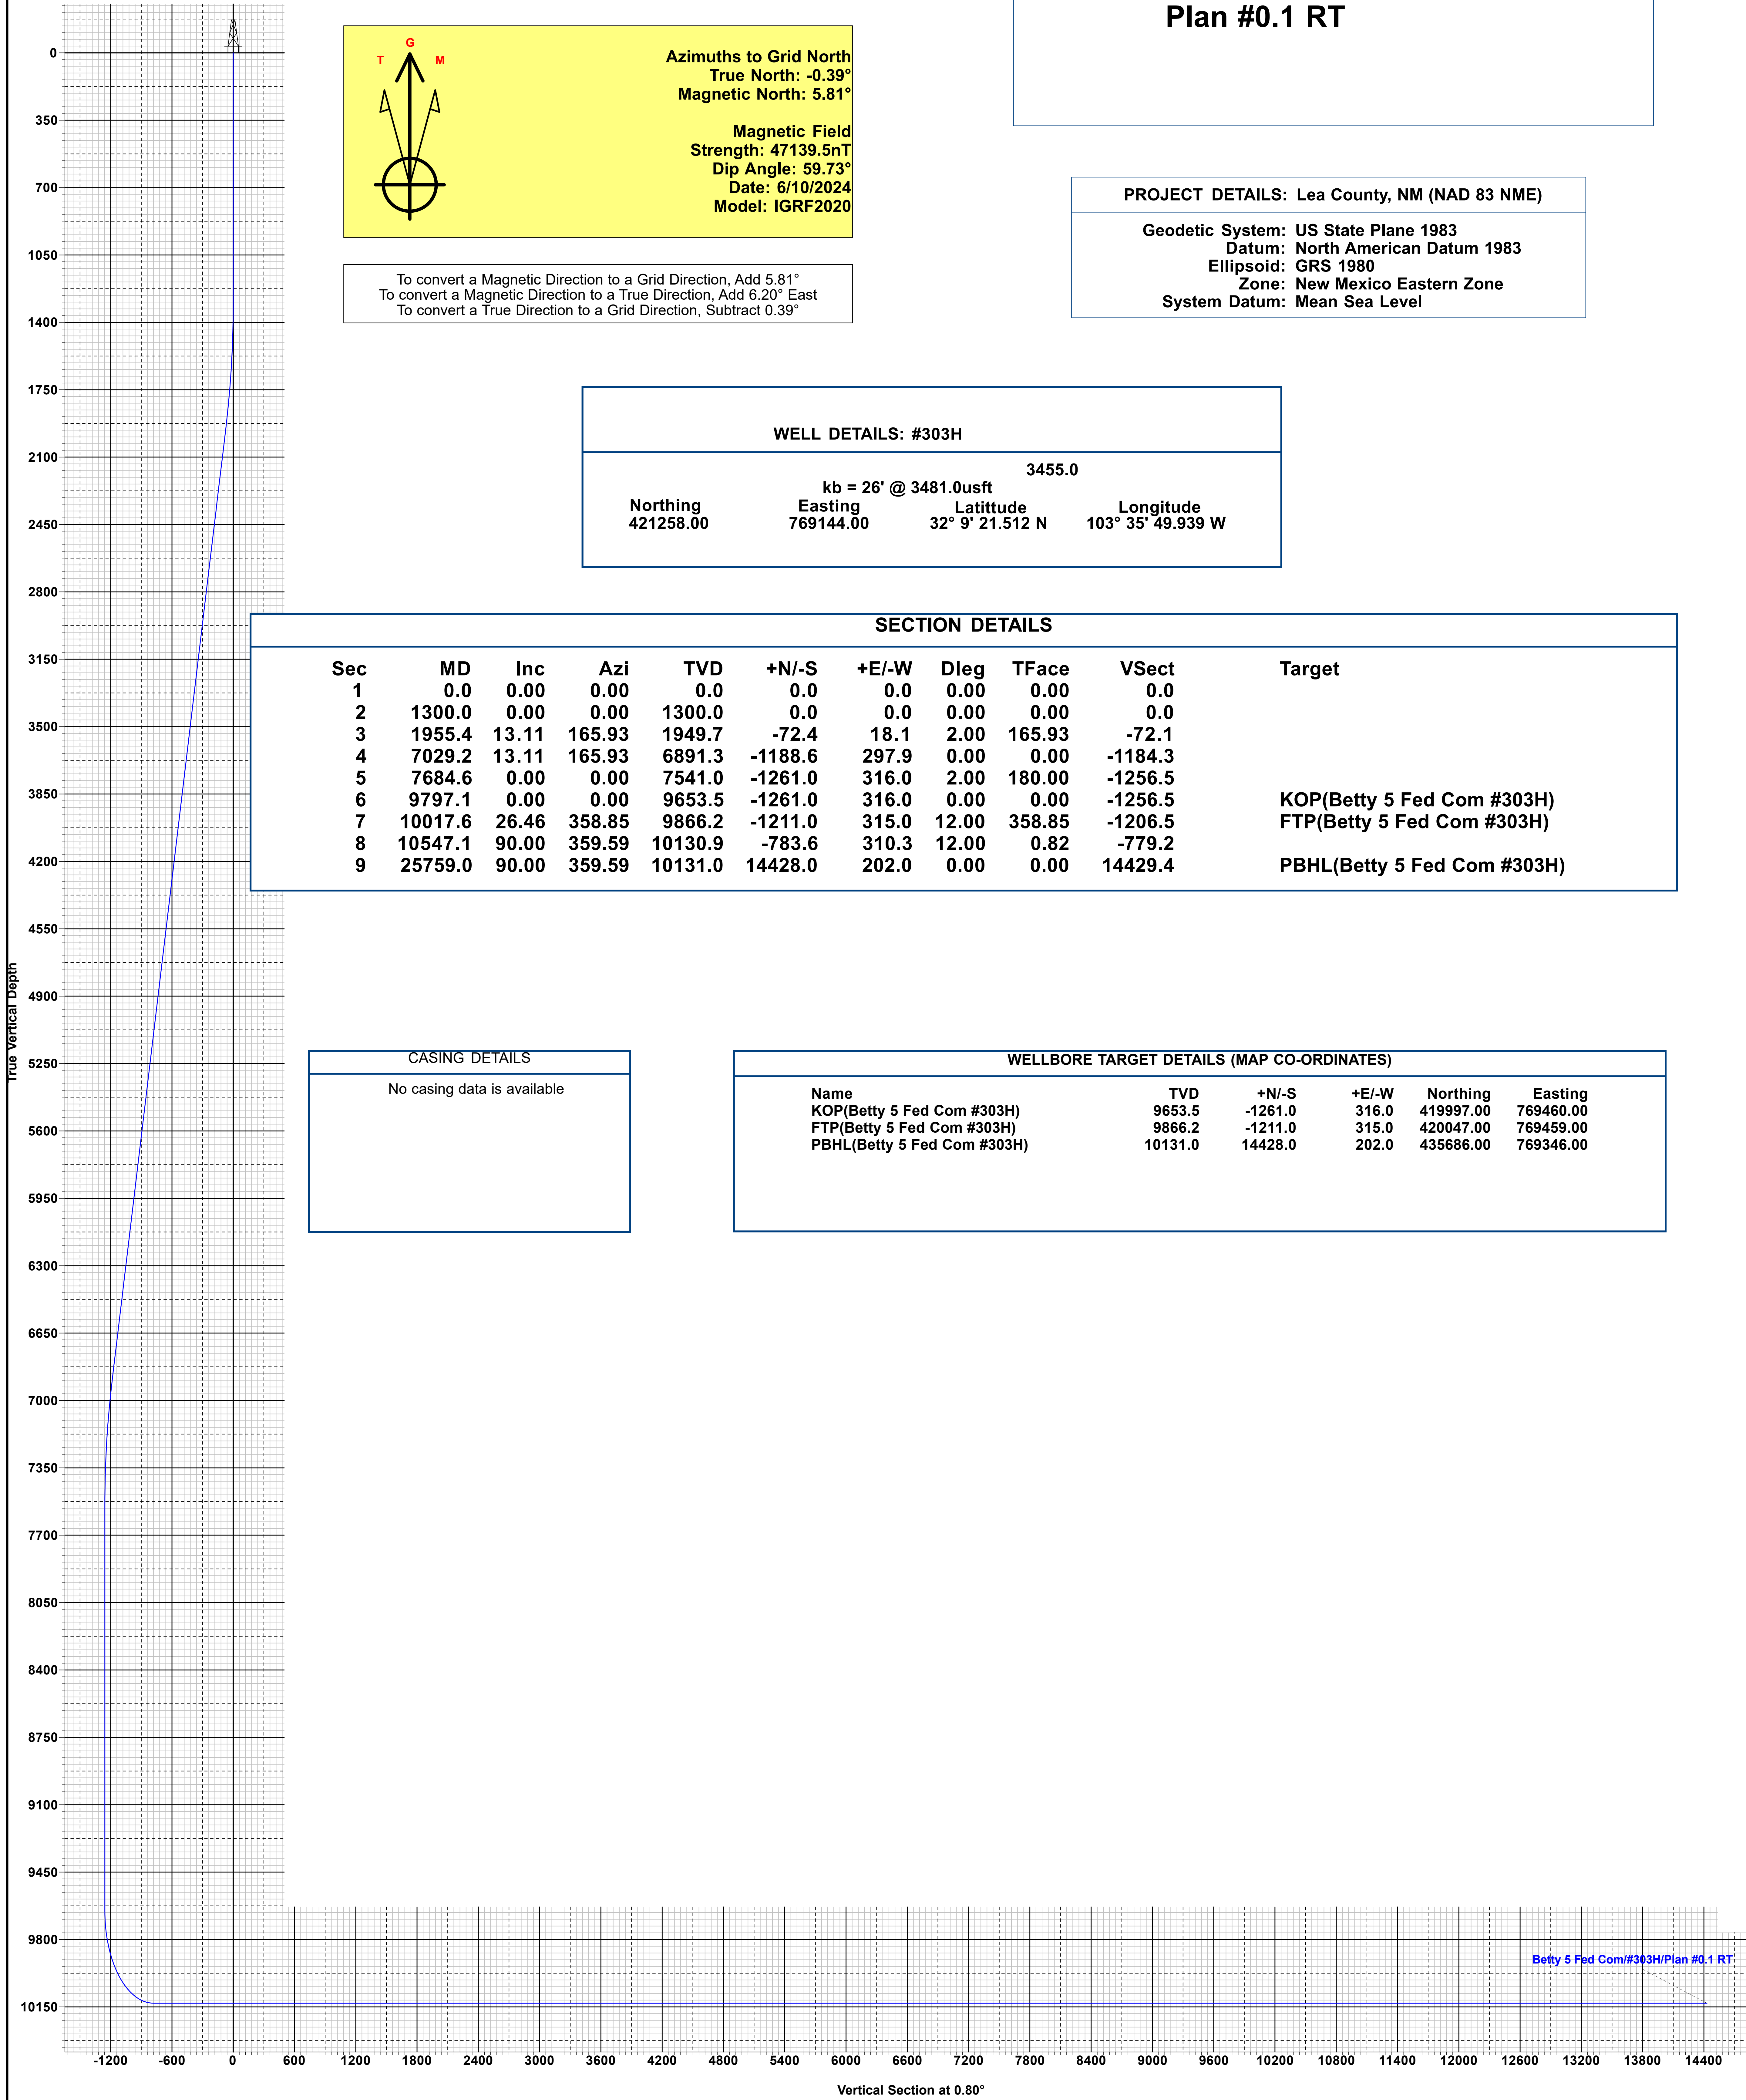 Plan #0.1 RT
G
T M
Azimuths to Grid North
True North: -0.39°
Magnetic North: 5.81°
Magnetic Field
Strength: 47139.5nT
Dip Angle: 59.73°
Date: 6/10/2024
Model: IGRF2020
To convert a Magnetic Direction to a Grid Direction, Add 5.81°
To convert a Magnetic Direction to a True Direction, Add 6.20° East
To convert a True Direction to a Grid Direction, Subtract 0.39°
PROJECT DETAILS: Lea County, NM (NAD 83 NME)
Geodetic System: US State Plane 1983
Datum: North American Datum 1983
Ellipsoid: GRS 1980
Zone: New Mexico Eastern Zone
System Datum: Mean Sea Level
WELL DETAILS: #303H
3455.0
kb = 26' @ 3481.0usft
Northing Easting Latittude Longitude
421258.00 769144.00 32° 9' 21.512 N 103° 35' 49.939 W
SECTION DETAILS
Sec MD Inc Azi TVD +N/-S +E/-W Dleg TFace VSect Target
1 0.0 0.00 0.00 0.0 0.0 0.0 0.00 0.00 0.0
2 1300.0 0.00 0.00 1300.0 0.0 0.0 0.00 0.00 0.0
3 1955.4 13.11 165.93 1949.7 -72.4 18.1 2.00 165.93 -72.1
4 7029.2 13.11 165.93 6891.3 -1188.6 297.9 0.00 0.00 -1184.3
5 7684.6 0.00 0.00 7541.0 -1261.0 316.0 2.00 180.00 -1256.5
6 9797.1 0.00 0.00 9653.5 -1261.0 316.0 0.00 0.00 -1256.5 KOP(Betty 5 Fed Com #303H)
7 10017.6 26.46 358.85 9866.2 -1211.0 315.0 12.00 358.85 -1206.5 FTP(Betty 5 Fed Com #303H)
8 10547.1 90.00 359.59 10130.9 -783.6 310.3 12.00 0.82 -779.2
9 25759.0 90.00 359.59 10131.0 14428.0 202.0 0.00 0.00 14429.4 PBHL(Betty 5 Fed Com #303H)
CASING DETAILS
No casing data is available
WELLBORE TARGET DETAILS (MAP CO-ORDINATES)
Name TVD +N/-S +E/-W Northing Easting
KOP(Betty 5 Fed Com #303H) 9653.5 -1261.0 316.0 419997.00 769460.00
FTP(Betty 5 Fed Com #303H) 9866.2 -1211.0 315.0 420047.00 769459.00
PBHL(Betty 5 Fed Com #303H) 10131.0 14428.0 202.0 435686.00 769346.00
True Vertical Depth
0
350
700
1050
1400
1750
2100
2450
2800
3150
3500
3850
4200
4550
4900
5250
5600
5950
6300
6650
7000
7350
7700
8050
8400
8750
9100
9450
9800
10150
Betty 5 Fed Com/#303H/Plan #0.1 RT
-1200 -600 0 600 1200 1800 2400 3000 3600 4200 4800 5400 6000 6600 7200 7800 8400 9000 9600 10200 10800 11400 12000 12600 13200 13800 14400
Vertical Section at 0.80°